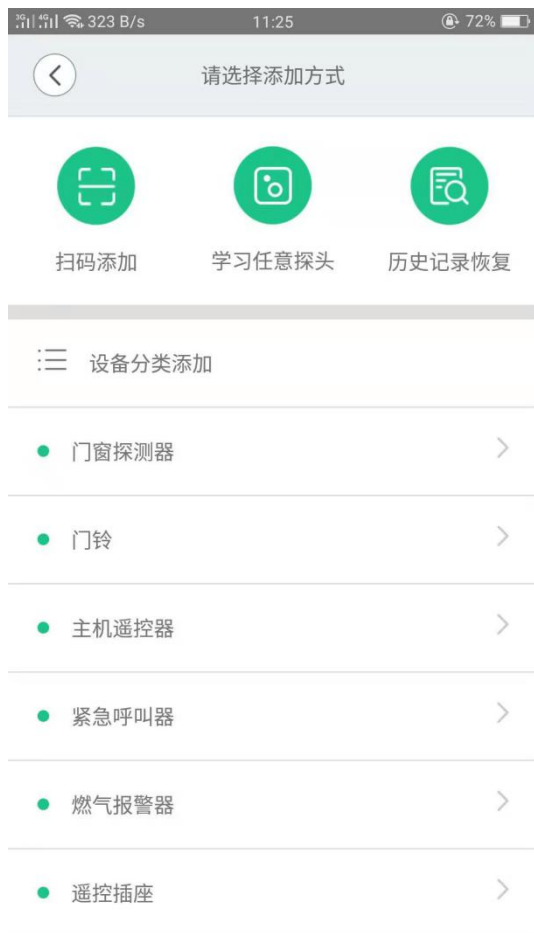 3G 4G 323 B/s 11:25 72%
请选择添加方式
扫码添加 学习任意探头 历史记录恢复
设备分类添加
门窗探测器
门铃
主机遥控器
紧急呼叫器
燃气报警器
遥控插座